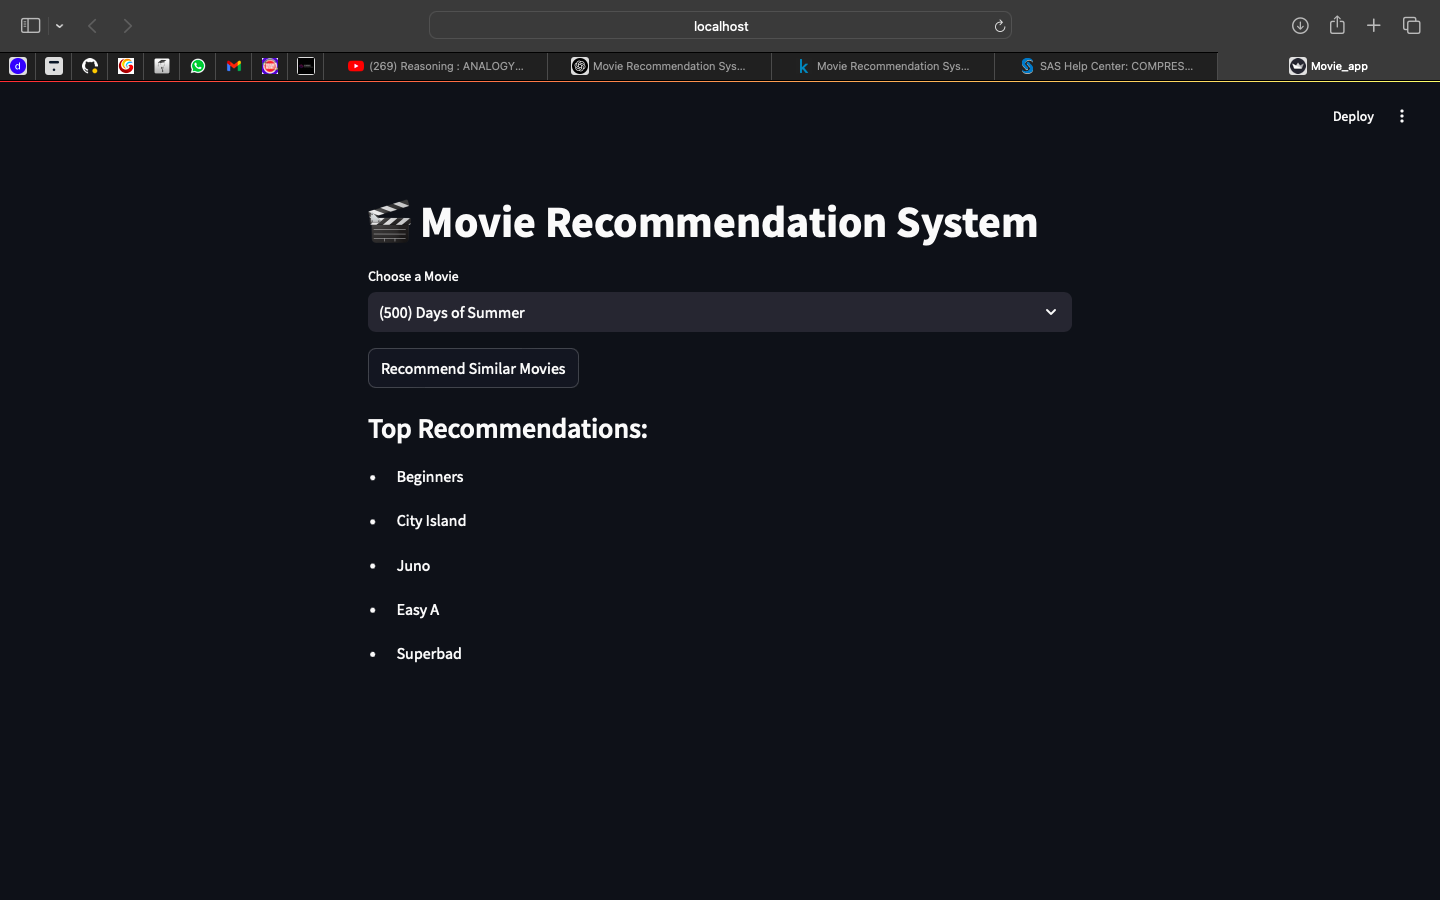 localhost
d
(269) Reasoning : ANALOGY...
Movie Recommendation Sys...
k
Movie Recommendation Sys...
SAS Help Center: COMPRES...
Movie_app
Deploy
Movie Recommendation System
Choose a Movie
(500) Days of Summer
Recommend Similar Movies
Top Recommendations:
• Beginners
• City Island
• Juno
• Easy A
• Superbad